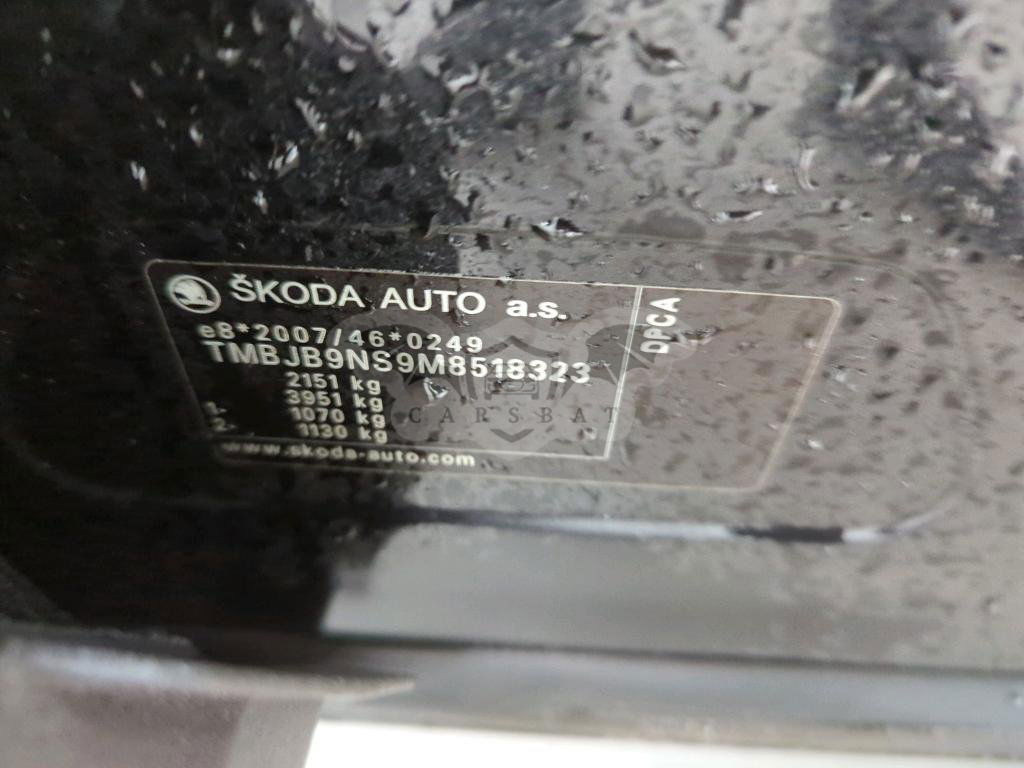 ŠKODA AUTO a.s.
e8*2007/46*0249
TMBJB9NS9M8518323
2151 kg
3951 kg
1. 1070 kg
2. 1130 kg
www.skoda-auto.com
DPCA
CARSBAT